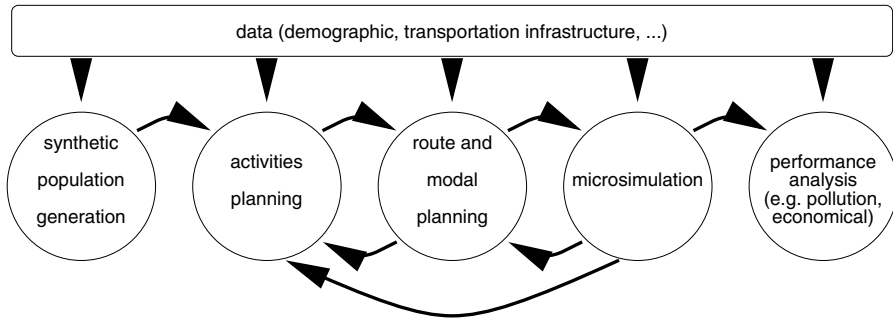 data (demographic, transportation infrastructure, ...)
synthetic
population
generation
activities
planning
route and
modal
planning
microsimulation
performance
analysis
(e.g. pollution,
economical)